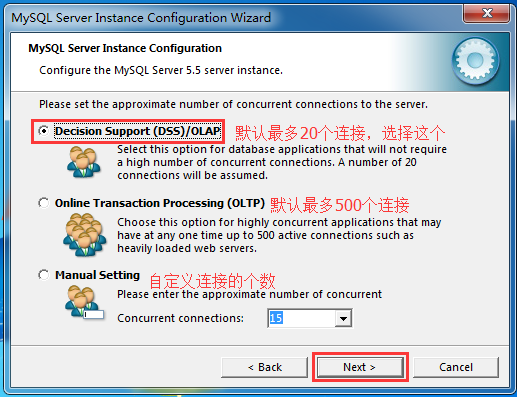 MySQL Server Instance Configuration Wizard
MySQL Server Instance Configuration
Configure the MySQL Server 5.5 server instance.
Please set the approximate number of concurrent connections to the server.
Decision Support (DSS)/OLAP 默认最多20个连接，选择这个
Select this option for database applications that will not require
a high number of concurrent connections. A number of 20
connections will be assumed.
Online Transaction Processing (OLTP) 默认最多500个连接
Choose this option for highly concurrent applications that may
have at any one time up to 500 active connections such as
heavily loaded web servers.
Manual Setting 自定义连接的个数
Please enter the approximate number of concurrent
Concurrent connections: 15
< Back Next > Cancel